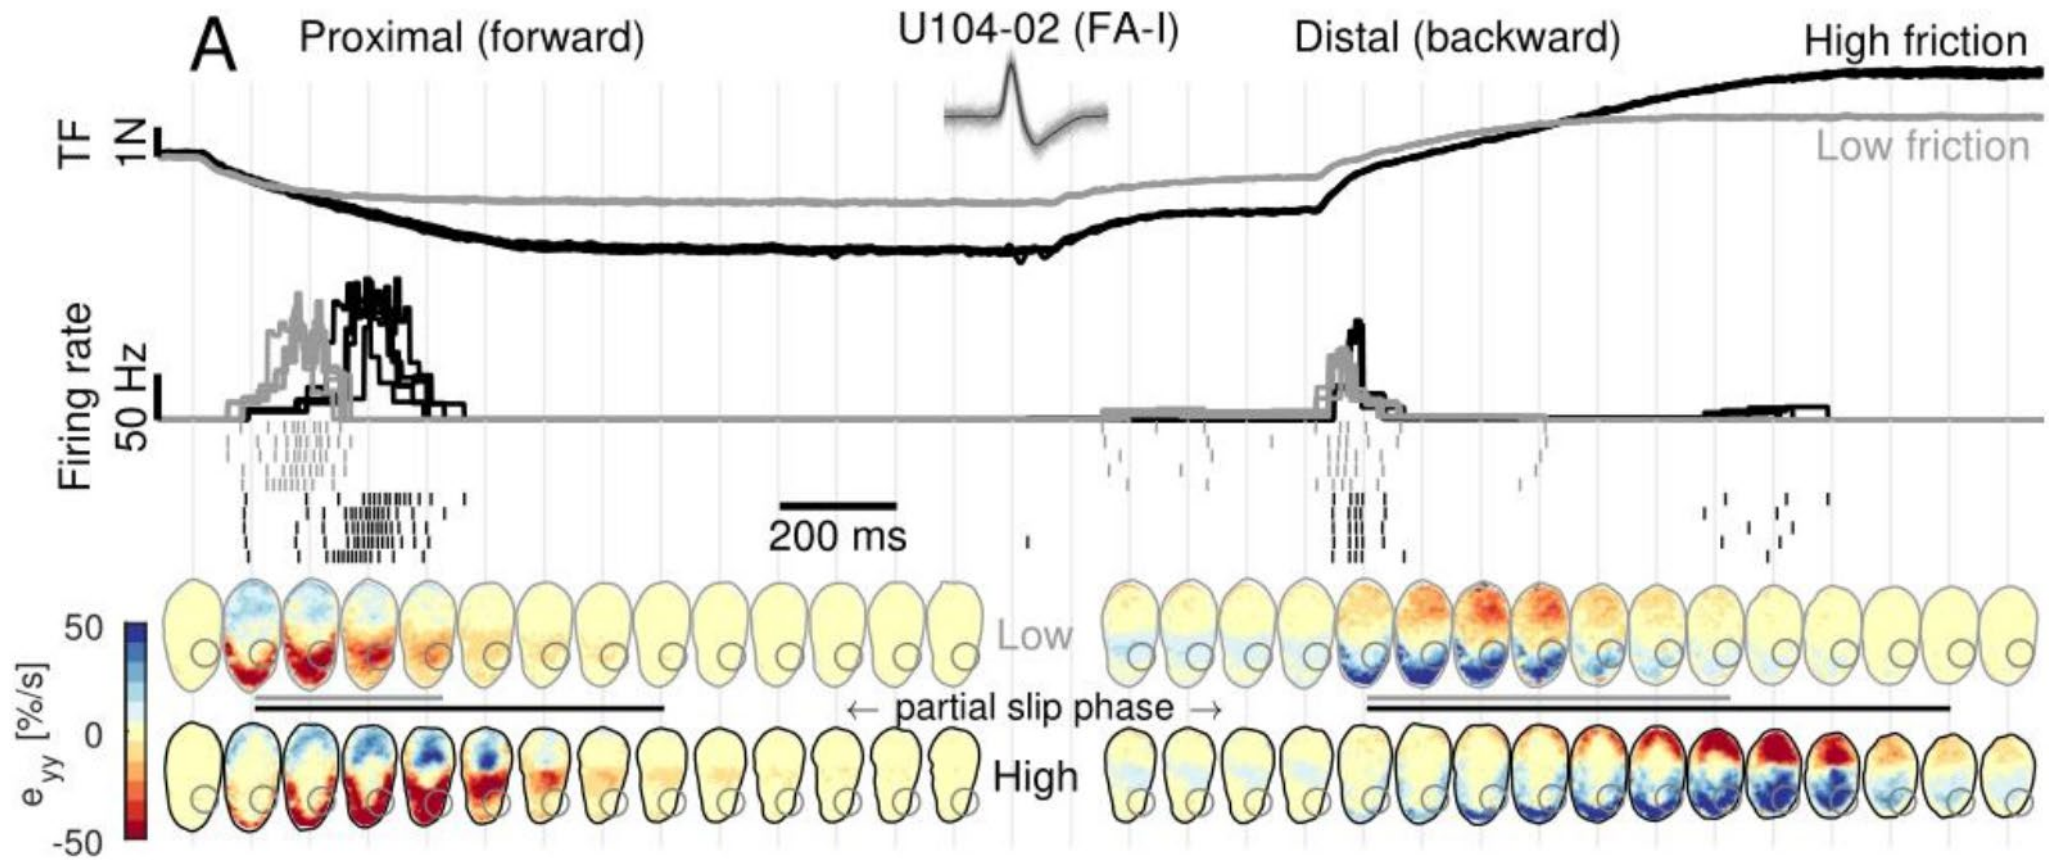 A
Proximal (forward)
U104-02 (FA-I)
Distal (backward)
High friction
Low friction
TF
1N
Firing rate
50 Hz
200 ms
Low
← partial slip phase →
High
e yy [%/s]
50
0
-50